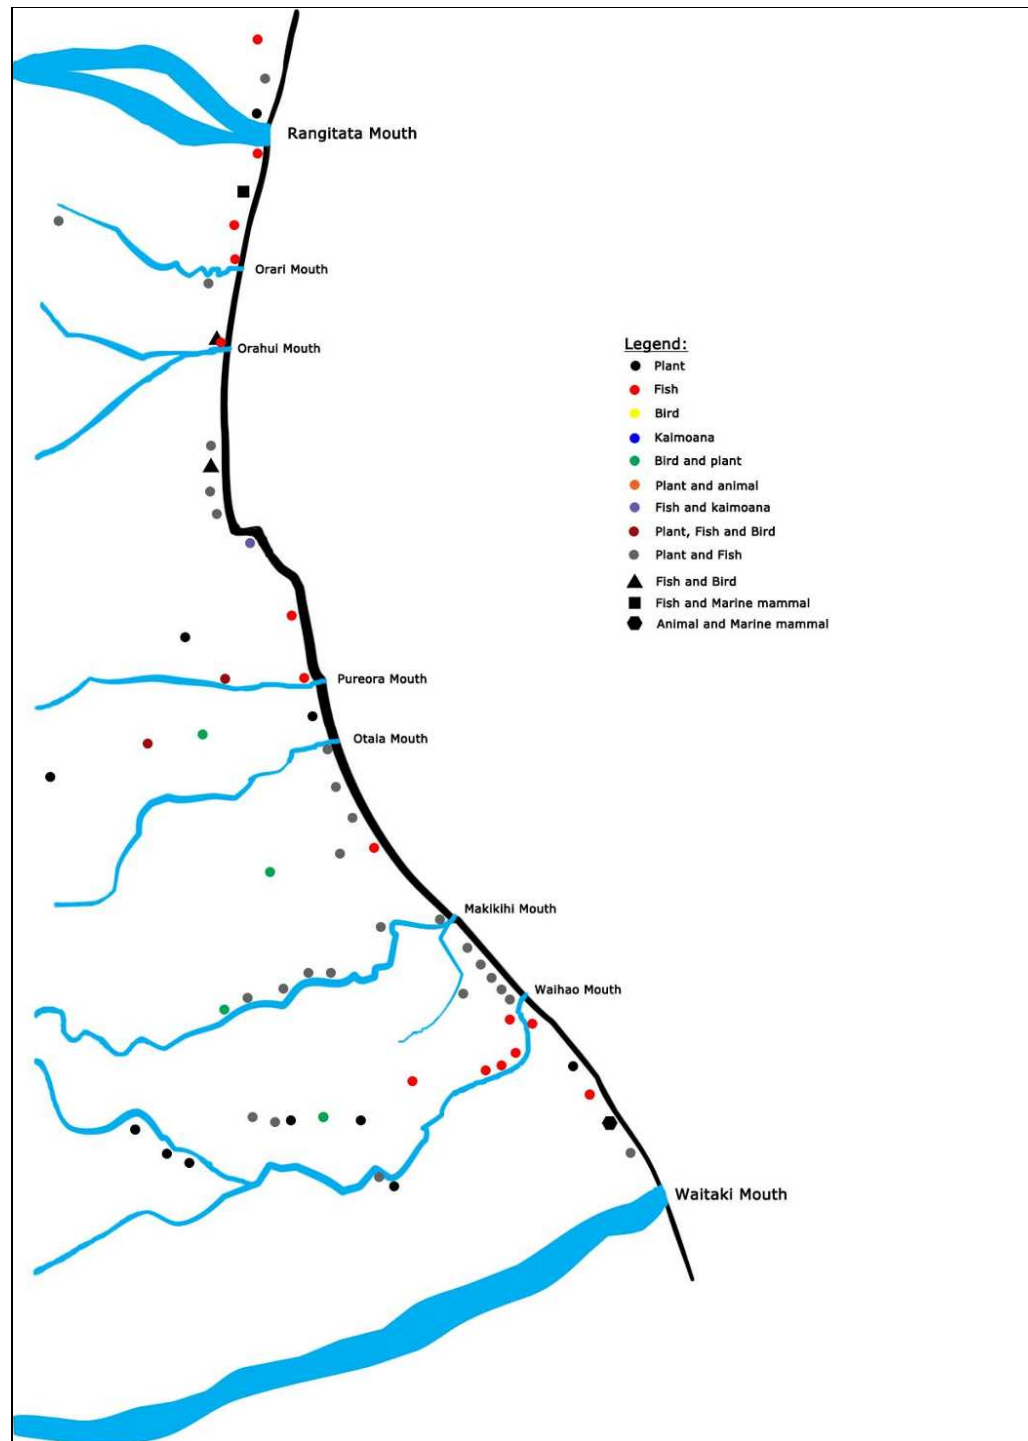 Rangitata Mouth
Orari Mouth
Orahui Mouth
Legend:
Plant
Fish
Bird
Kaimoana
Bird and plant
Plant and animal
Fish and kaimoana
Plant, Fish and Bird
Plant and Fish
Fish and Bird
Fish and Marine mammal
Animal and Marine mammal
Pureora Mouth
Otaia Mouth
Makikihi Mouth
Waihao Mouth
Waitaki Mouth